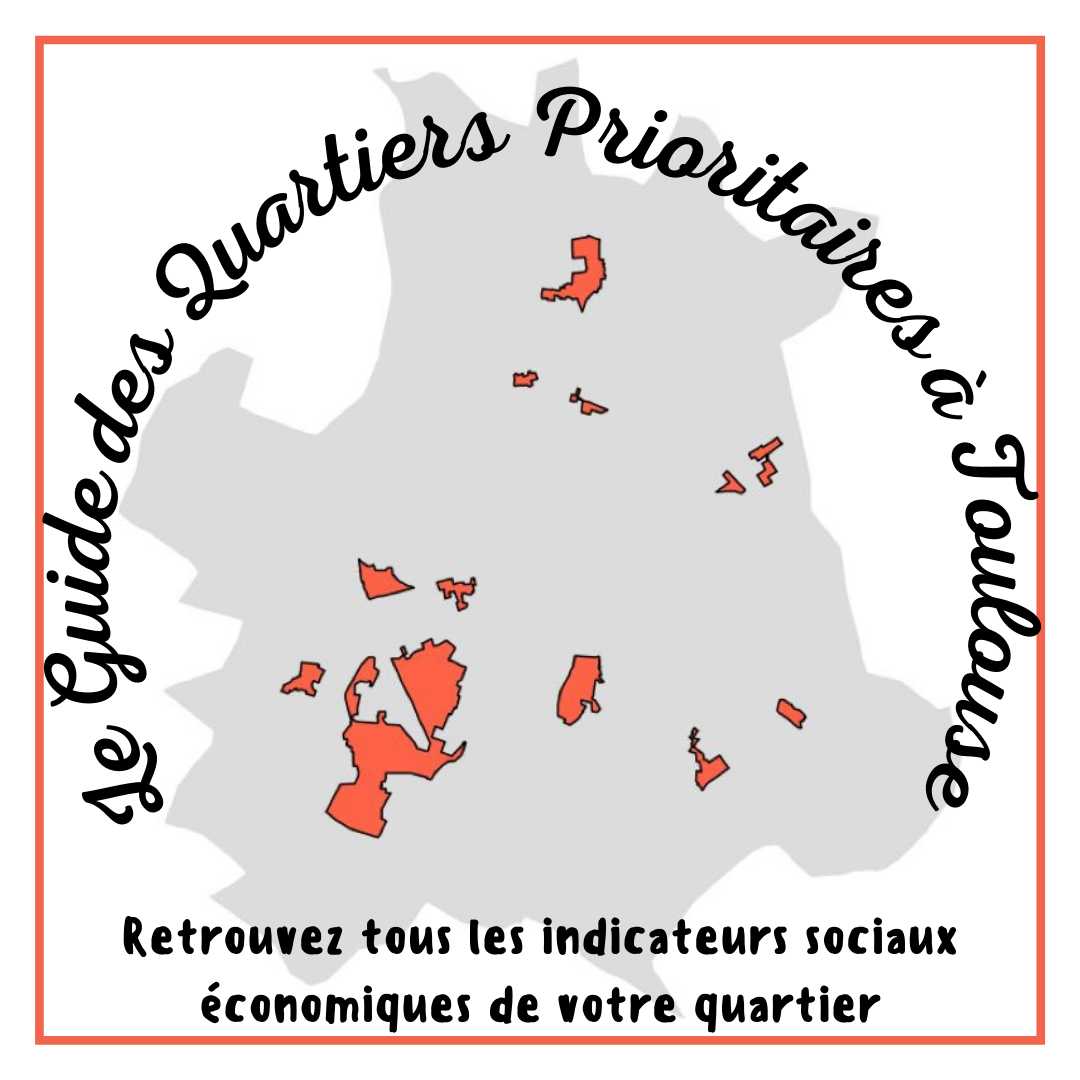 Le Guide des Quartiers Prioritaires à Toulouse
Retrouvez tous les indicateurs sociaux
économiques de votre quartier